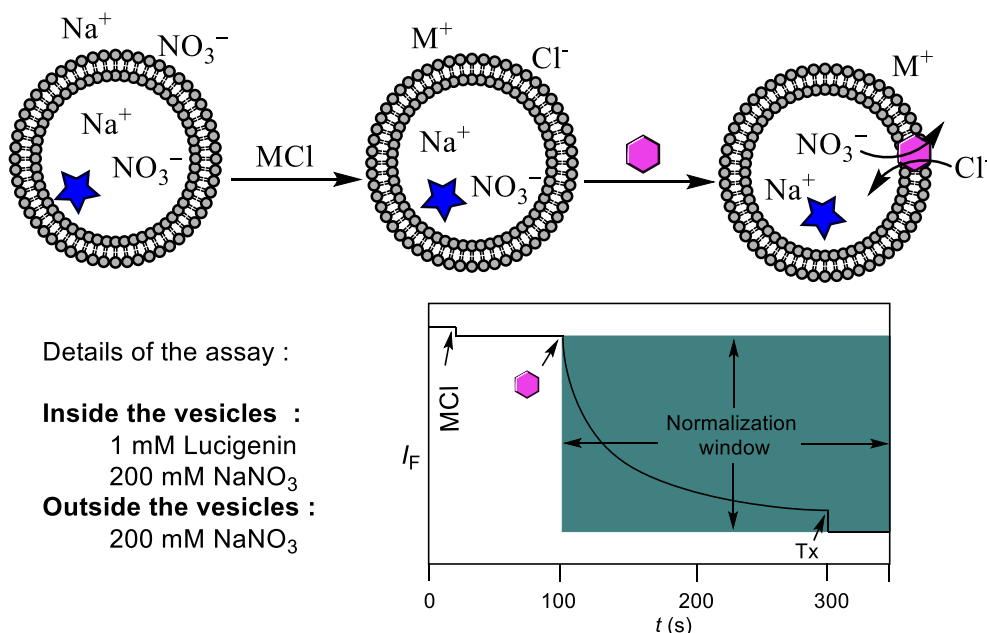 Na⁺
NO₃⁻
Na⁺
NO₃⁻
MCl
M⁺
Cl⁻
Na⁺
NO₃⁻
M⁺
NO₃⁻
Cl⁻
Na⁺
Details of the assay :
Inside the vesicles :
1 mM Lucigenin
200 mM NaNO₃
Outside the vesicles :
200 mM NaNO₃
MCl
Normalization
window
I_F
Tx
0 100 200 300
t (s)